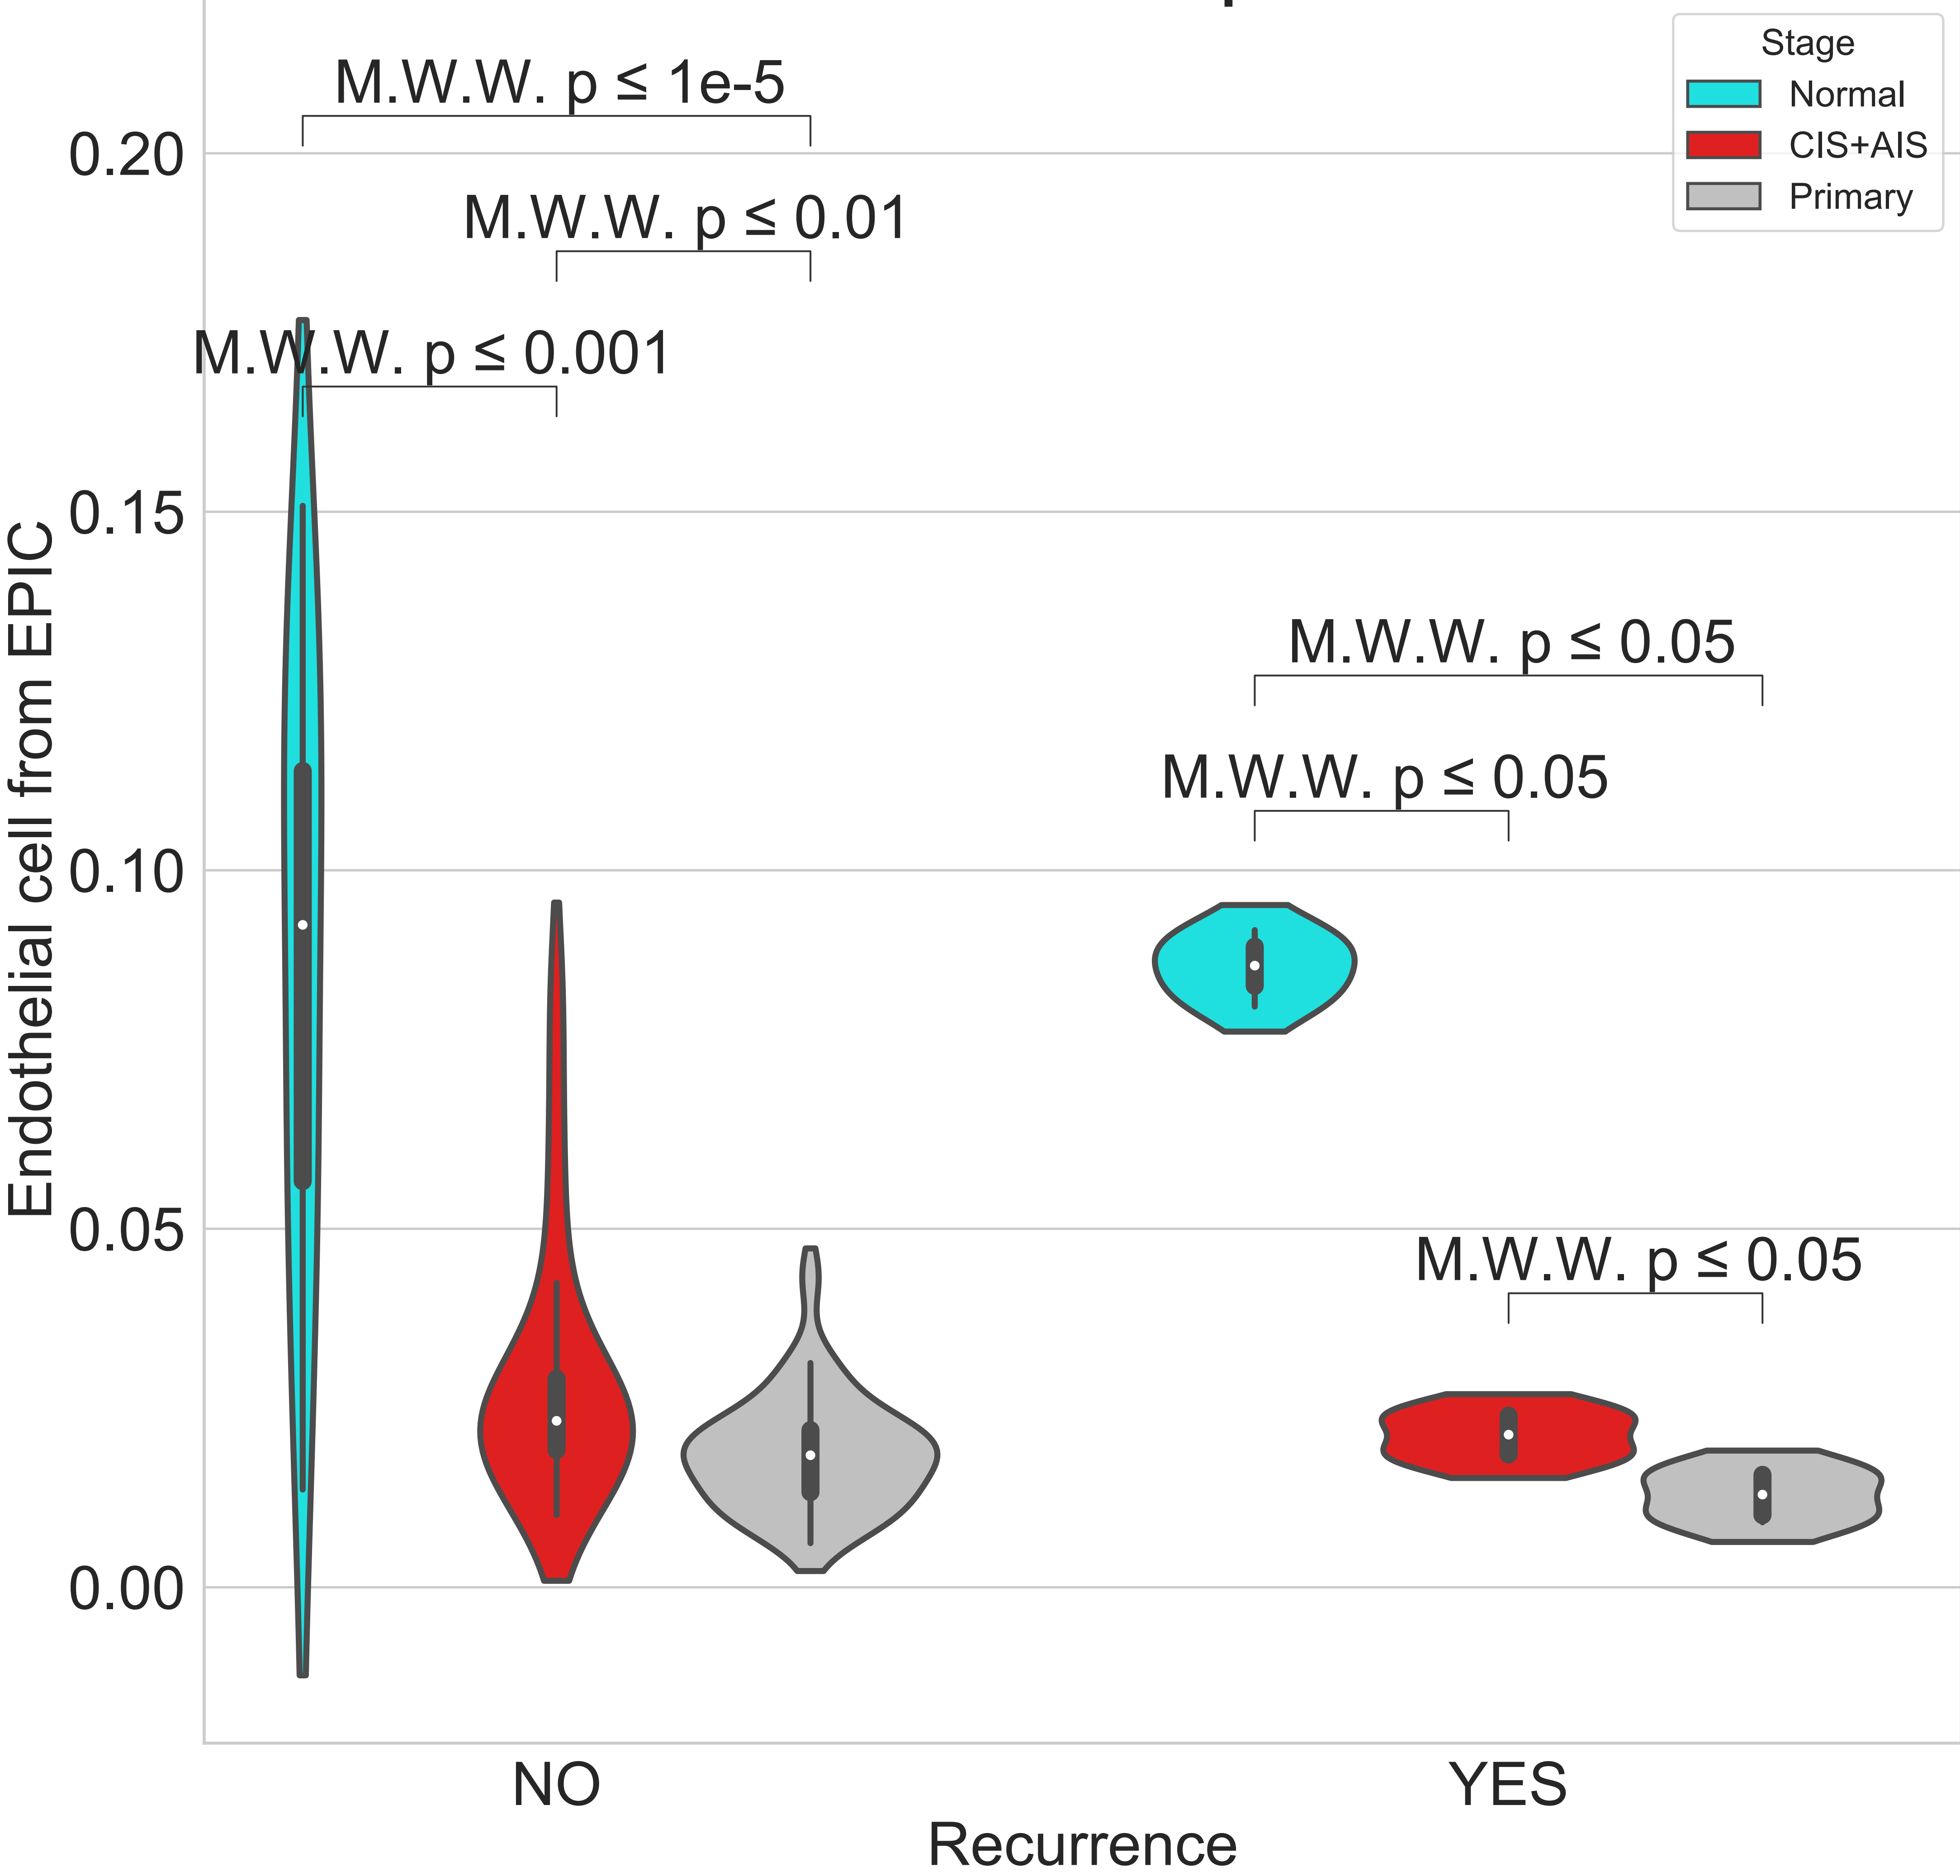 Stage
Normal
CIS+AIS
Primary
M.W.W. p ≤ 1e-5
M.W.W. p ≤ 0.01
M.W.W. p ≤ 0.001
M.W.W. p ≤ 0.05
M.W.W. p ≤ 0.05
M.W.W. p ≤ 0.05
0.20
0.15
0.10
0.05
0.00
Endothelial cell from EPIC
NO
YES
Recurrence